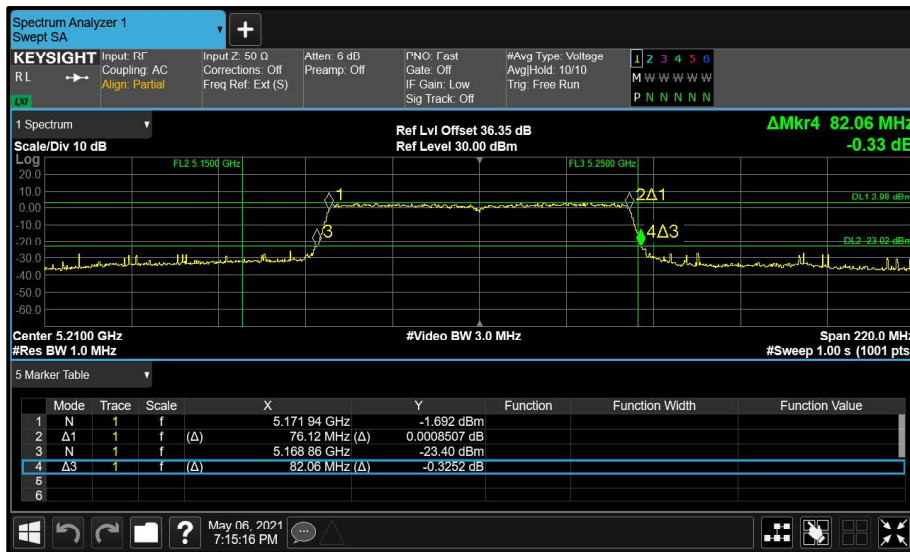 Spectrum Analyzer 1
Swept SA
+
KEYSIGHT
RL
LXI
Input: RF
Coupling: AC
Align: Partial
Input Z: 50 Ω
Corrections: Off
Freq Ref: Ext (S)
Atten: 6 dB
Preamp: Off
PNO: Fast
Gate: Off
IF Gain: Low
Sig Track: Off
#Avg Type: Voltage
Avg|Hold: 10/10
Trig: Free Run
1 2 3 4 5 6
M W W W W W
P N N N N N
1 Spectrum
Scale/Div 10 dB
Ref Lvl Offset 36.35 dB
Ref Level 30.00 dBm
ΔMkr4 82.06 MHz
-0.33 dB
Log
FL2 5.1500 GHz
FL3 5.2500 GHz
20.0
10.0
0.00
-10.0
-20.0
-30.0
-40.0
-50.0
-60.0
1
2Δ1
3
4Δ3
DL1 2.98 dBm
DL2 -23.02 dBm
Center 5.2100 GHz
#Res BW 1.0 MHz
#Video BW 3.0 MHz
Span 220.0 MHz
#Sweep 1.00 s (1001 pts
5 Marker Table
Mode Trace Scale X Y Function Function Width Function Value
1 N 1 f 5.171 94 GHz -1.692 dBm
2 Δ1 1 f (Δ) 76.12 MHz (Δ) 0.0008507 dB
3 N 1 f 5.168 86 GHz -23.40 dBm
4 Δ3 1 f (Δ) 82.06 MHz (Δ) -0.3252 dB
5
6
?
May 06, 2021
7:15:16 PM